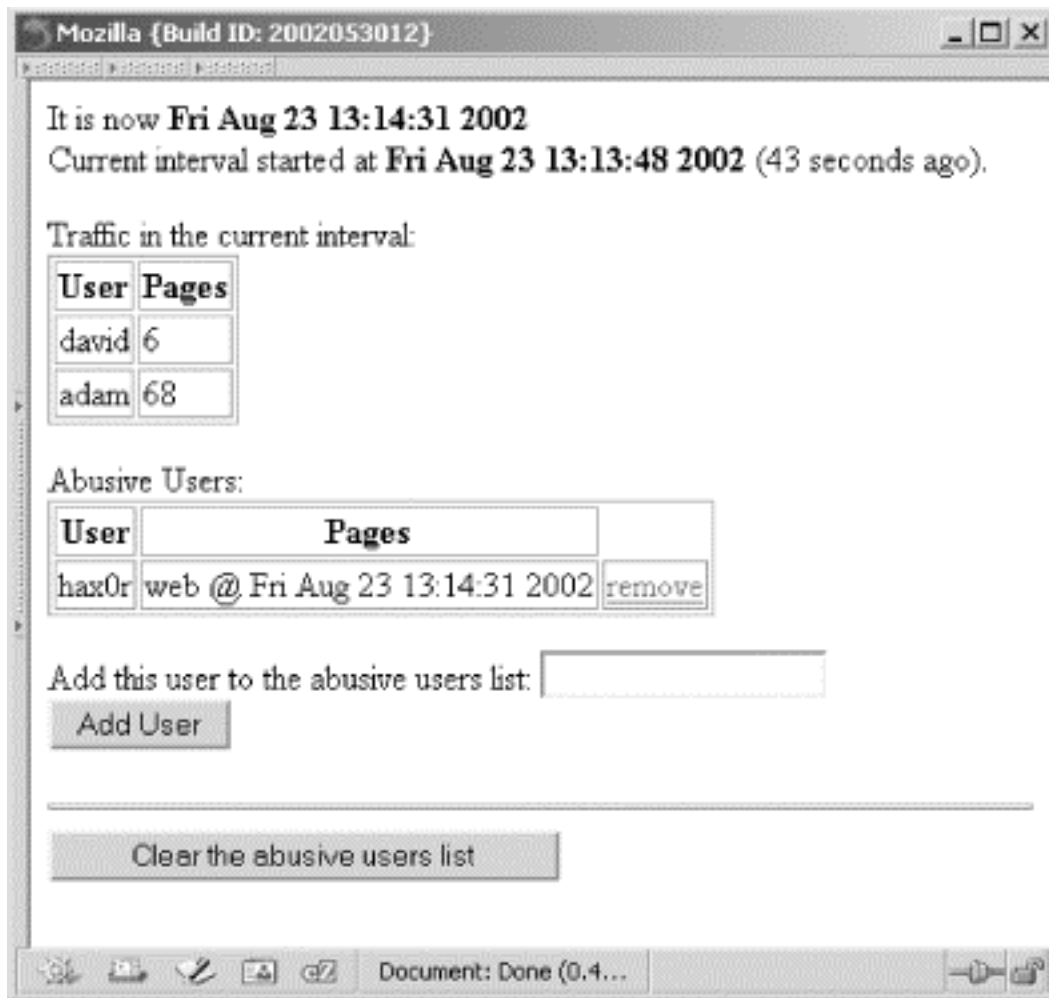 Mozilla {Build ID: 2002053012}
It is now Fri Aug 23 13:14:31 2002
Current interval started at Fri Aug 23 13:13:48 2002 (43 seconds ago).
Traffic in the current interval:
User Pages
david 6
adam 68
Abusive Users:
User Pages
hax0r web @ Fri Aug 23 13:14:31 2002 remove
Add this user to the abusive users list:
Add User
Clear the abusive users list
Document: Done (0.4...